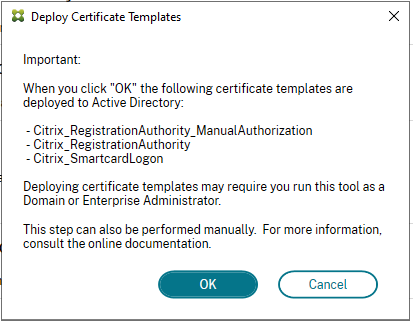 Deploy Certificate Templates
Important:
When you click "OK" the following certificate templates are
deployed to Active Directory:
- Citrix_RegistrationAuthority_ManualAuthorization
- Citrix_RegistrationAuthority
- Citrix_SmartcardLogon
Deploying certificate templates may require you run this tool as a
Domain or Enterprise Administrator.
This step can also be performed manually.  For more information,
consult the online documentation.
OK
Cancel